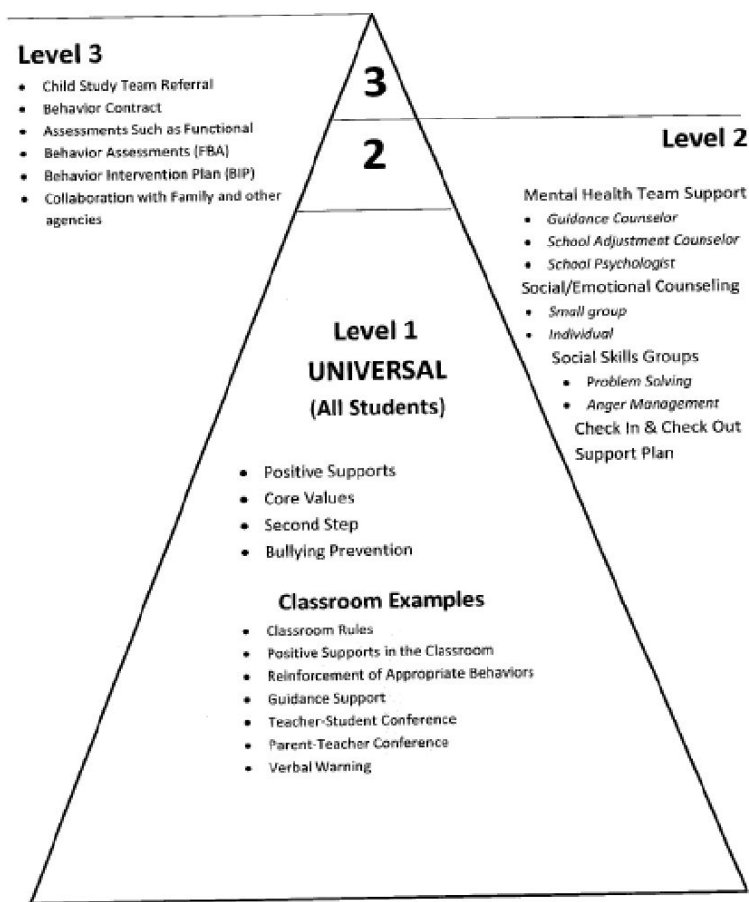 Level 3
• Child Study Team Referral
• Behavior Contract
• Assessments Such as Functional
• Behavior Assessments (FBA)
• Behavior Intervention Plan (BIP)
• Collaboration with Family and other
agencies
3
2
Level 2
Mental Health Team Support
• Guidance Counselor
• School Adjustment Counselor
• School Psychologist
Social/Emotional Counseling
• Small group
• Individual
Social Skills Groups
• Problem Solving
• Anger Management
Check In & Check Out
Support Plan
Level 1
UNIVERSAL
(All Students)
• Positive Supports
• Core Values
• Second Step
• Bullying Prevention
Classroom Examples
• Classroom Rules
• Positive Supports in the Classroom
• Reinforcement of Appropriate Behaviors
• Guidance Support
• Teacher-Student Conference
• Parent-Teacher Conference
• Verbal Warning